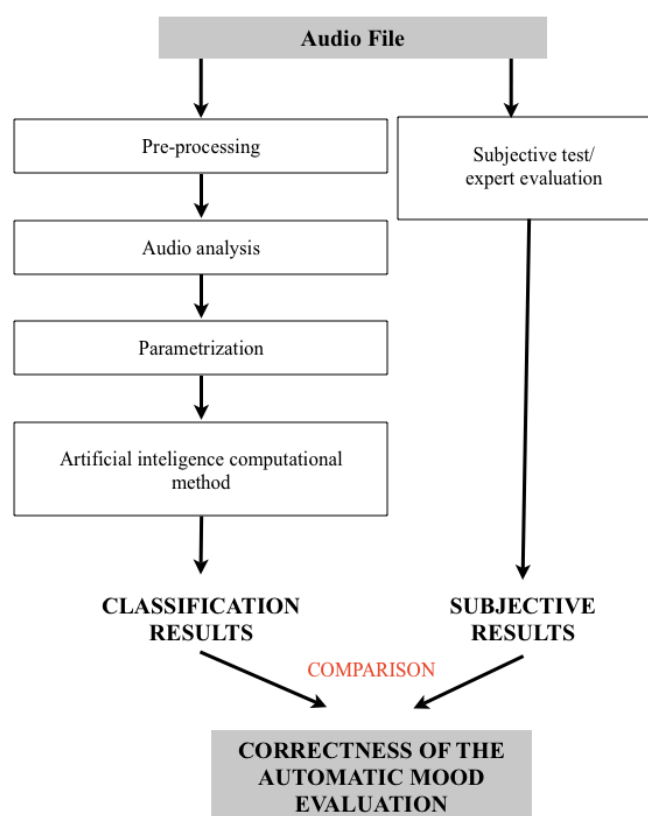 Audio File
Pre-processing
Subjective test/
expert evaluation
Audio analysis
Parametrization
Artificial inteligence computational
method
CLASSIFICATION
RESULTS
SUBJECTIVE
RESULTS
COMPARISON
CORRECTNESS OF THE
AUTOMATIC MOOD
EVALUATION